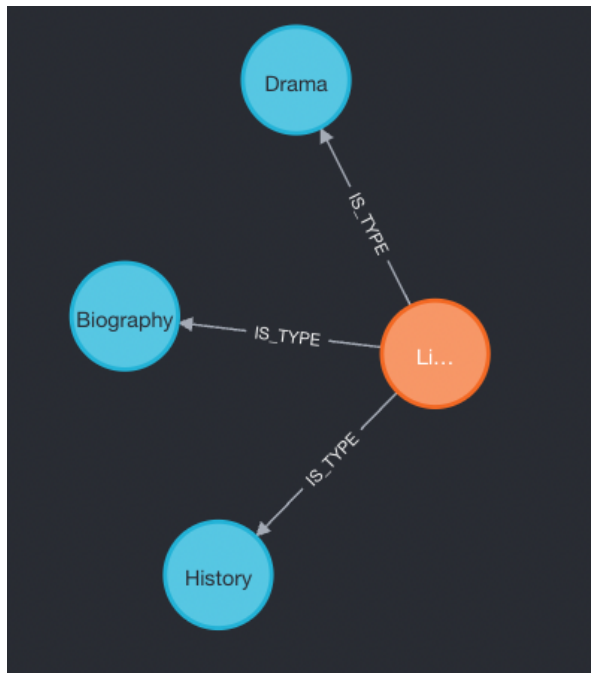 Drama
IS_TYPE
Biography
IS_TYPE
Li...
IS_TYPE
History